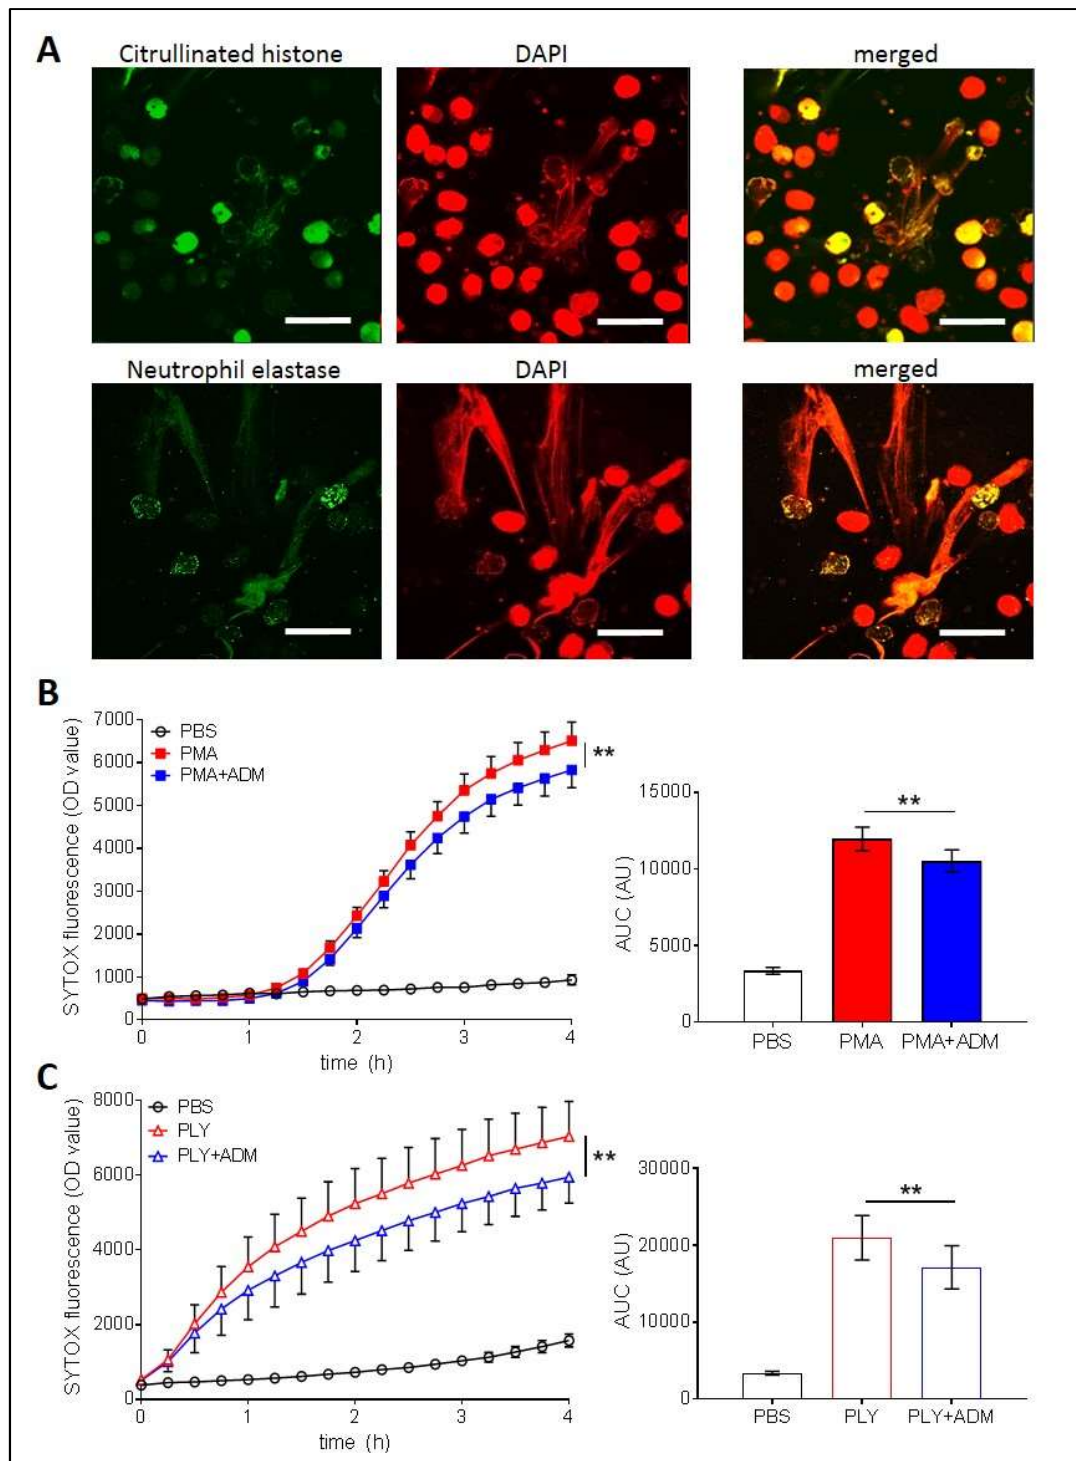 A
Citrullinated histone
DAPI
merged
Neutrophil elastase
DAPI
merged
B
SYTOX fluorescence (OD value)
7000
6000
5000
4000
3000
2000
1000
0
PBS
PMA
PMA+ADM
**
0 1 2 3 4
time (h)
AUC (AU)
15000
10000
5000
0
**
PBS PMA PMA+ADM
C
SYTOX fluorescence (OD value)
8000
6000
4000
2000
0
PBS
PLY
PLY+ADM
**
0 1 2 3 4
time (h)
AUC (AU)
30000
20000
10000
0
**
PBS PLY PLY+ADM